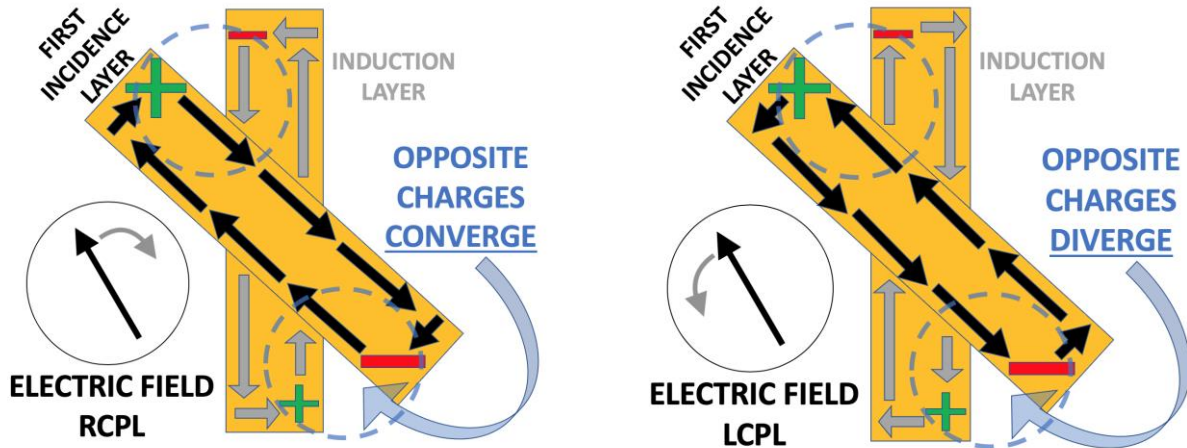 FIRST
INCIDENCE
LAYER
INDUCTION
LAYER
OPPOSITE
CHARGES
CONVERGE
ELECTRIC FIELD
RCPL
FIRST
INCIDENCE
LAYER
INDUCTION
LAYER
OPPOSITE
CHARGES
DIVERGE
ELECTRIC FIELD
LCPL